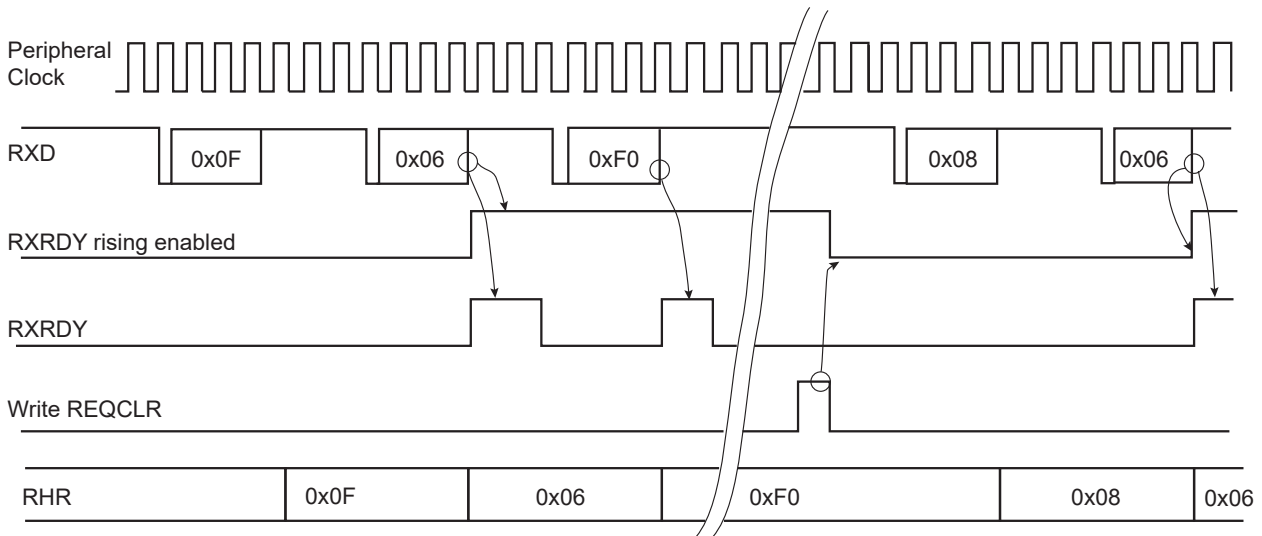 Peripheral
Clock
RXD
0x0F
0x06
0xF0
0x08
0x06
RXRDY rising enabled
RXRDY
Write REQCLR
RHR
0x0F
0x06
0xF0
0x08
0x06